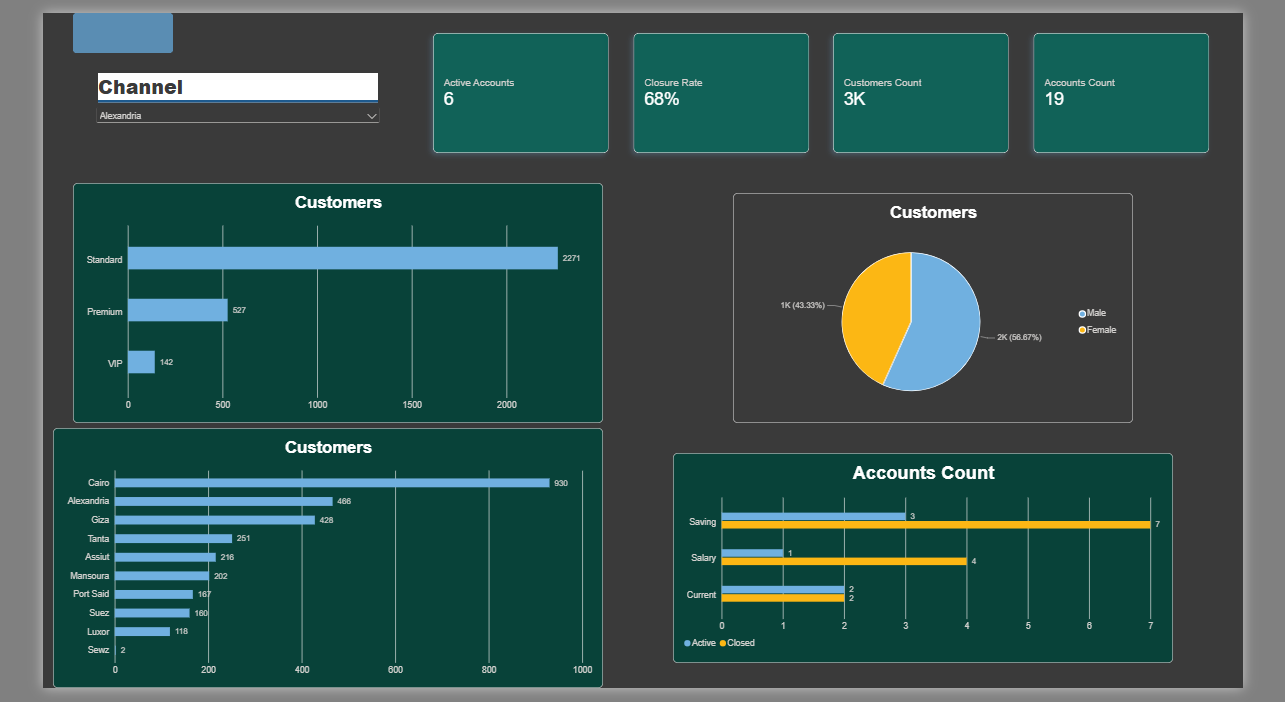 Channel
Alexandria
Active Accounts
6
Closure Rate
68%
Customers Count
3K
Accounts Count
19
Customers
Standard 2271
Premium 527
VIP 142
0 500 1000 1500 2000
Customers
1K (43.33%)
2K (56.67%)
Male
Female
Customers
Cairo 930
Alexandria 466
Giza 428
Tanta 251
Assiut 216
Mansoura 202
Port Said 167
Suez 160
Luxor 118
Sewz 2
0 200 400 600 800 1000
Accounts Count
Saving 3 7
Salary 1 4
Current 2 2
0 1 2 3 4 5 6 7
Active Closed